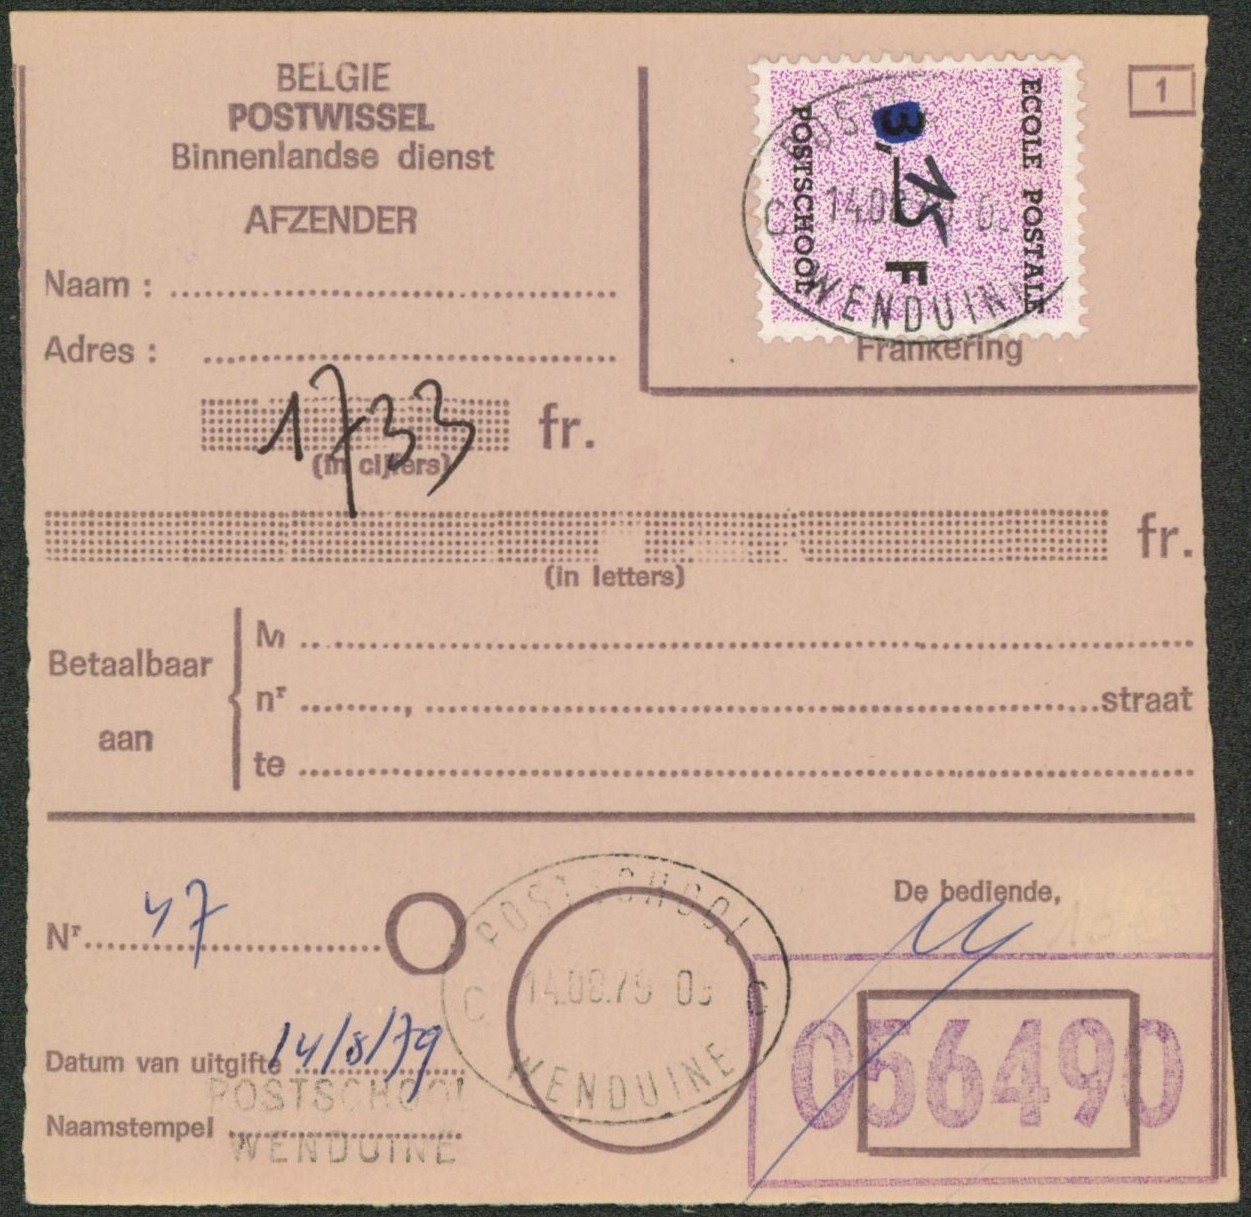 BELGIE
POSTWISSEL
Binnenlandse dienst
AFZENDER
1
ECOLE POSTALE
3,15 F
POSTSCHOOL
14.08.79
C
WENDUINE
Frankering
Naam :
Adres :
1733 fr.
(in cijfers)
fr.
(in letters)
Betaalbaar aan
M
nr , straat
te
De bediende,
Nr 47
POSTSCHOOL
C 14.08.79 C
WENDUINE
056490
Datum van uitgifte 14/8/79
POSTSCHOOL
Naamstempel
WENDUINE